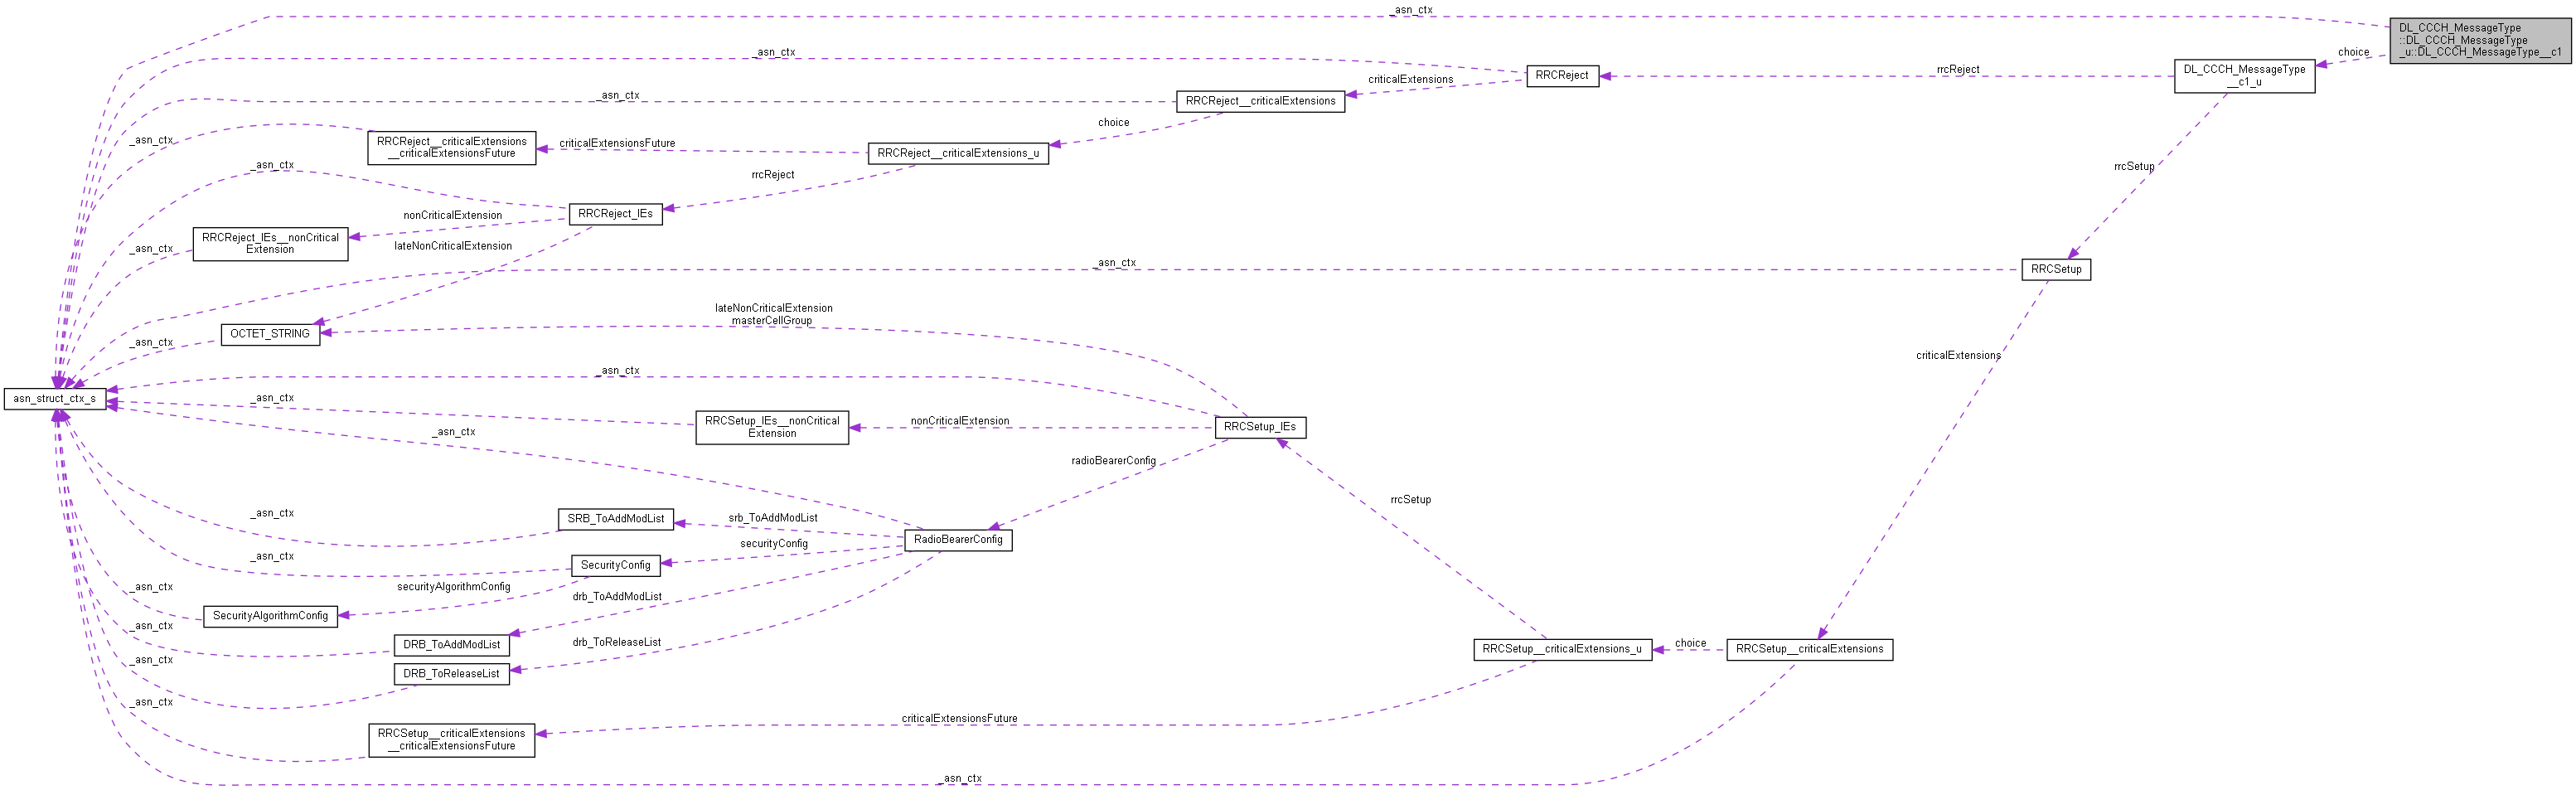 _asn_ctx
DL_CCCH_MessageType
::DL_CCCH_MessageType
_u::DL_CCCH_MessageType__c1
choice
_asn_ctx
RRCReject
rrcReject
DL_CCCH_MessageType
__c1_u
criticalExtensions
_asn_ctx
RRCReject__criticalExtensions
choice
_asn_ctx
RRCReject__criticalExtensions
__criticalExtensionsFuture
criticalExtensionsFuture
RRCReject__criticalExtensions_u
_asn_ctx
rrcReject
rrcSetup
RRCReject_IEs
nonCriticalExtension
RRCReject_IEs__nonCritical
Extension
_asn_ctx
lateNonCriticalExtension
_asn_ctx
RRCSetup
OCTET_STRING
_asn_ctx
lateNonCriticalExtension
masterCellGroup
criticalExtensions
_asn_ctx
asn_struct_ctx_s
_asn_ctx
RRCSetup_IEs__nonCritical
Extension
nonCriticalExtension
RRCSetup_IEs
_asn_ctx
radioBearerConfig
rrcSetup
_asn_ctx
SRB_ToAddModList
srb_ToAddModList
RadioBearerConfig
securityConfig
_asn_ctx
SecurityConfig
_asn_ctx
securityAlgorithmConfig
drb_ToAddModList
SecurityAlgorithmConfig
_asn_ctx
DRB_ToAddModList
drb_ToReleaseList
RRCSetup__criticalExtensions_u
choice
RRCSetup__criticalExtensions
_asn_ctx
DRB_ToReleaseList
_asn_ctx
criticalExtensionsFuture
RRCSetup__criticalExtensions
__criticalExtensionsFuture
_asn_ctx